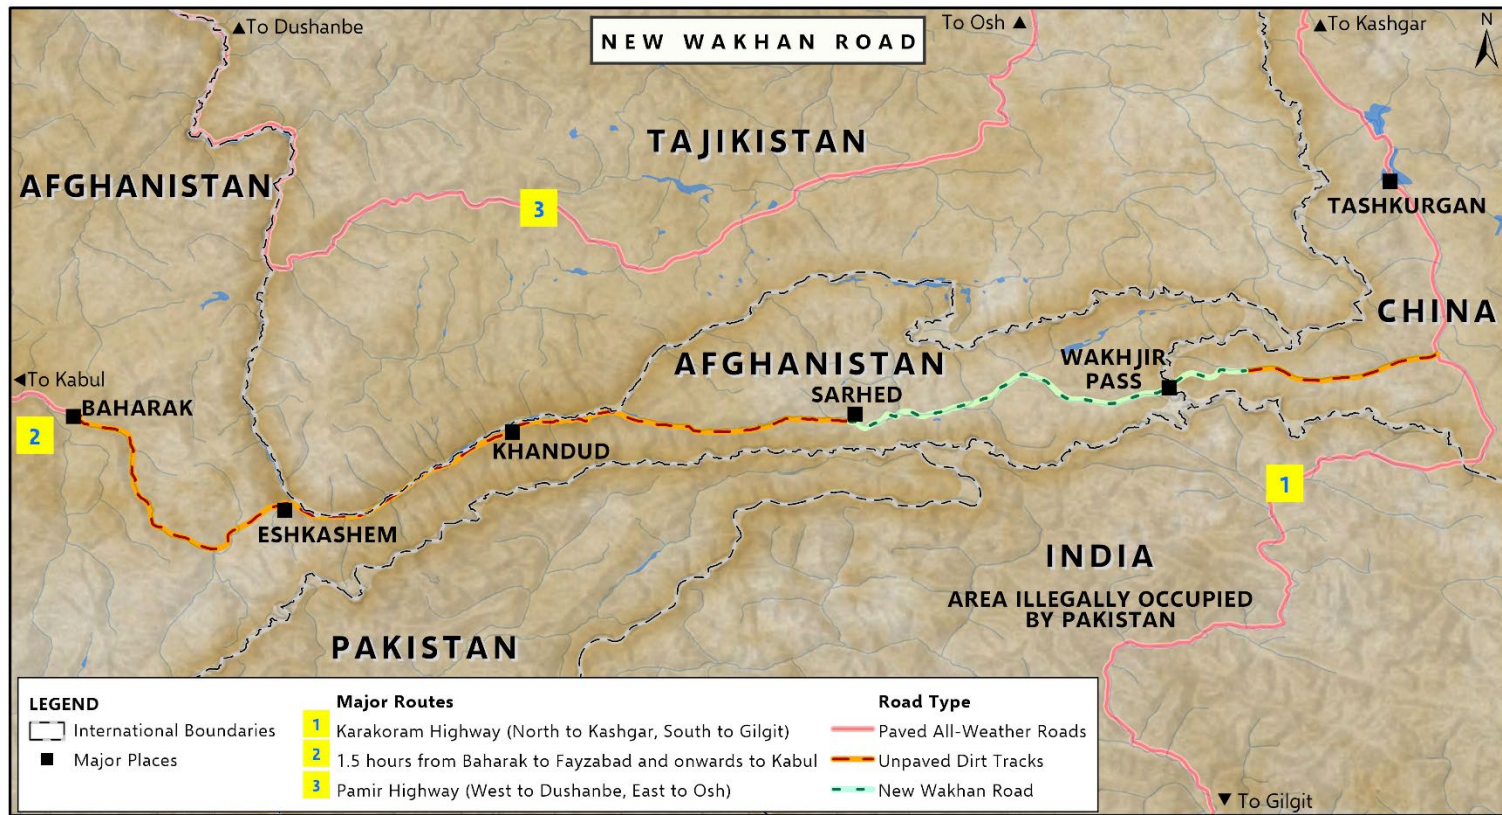 ▲To Dushanbe
NEW WAKHAN ROAD
To Osh ▲
▲To Kashgar
N
TAJIKISTAN
AFGHANISTAN
3
TASHKURGAN
CHINA
AFGHANISTAN
WAKHJIR
PASS
SARHED
◄To Kabul
BAHARAK
2
KHANDUD
1
ESHKASHEM
INDIA
AREA ILLEGALLY OCCUPIED
BY PAKISTAN
PAKISTAN
▼ To Gilgit
LEGEND
International Boundaries
Major Places
Major Routes
1 Karakoram Highway (North to Kashgar, South to Gilgit)
2 1.5 hours from Baharak to Fayzabad and onwards to Kabul
3 Pamir Highway (West to Dushanbe, East to Osh)
Road Type
Paved All-Weather Roads
Unpaved Dirt Tracks
New Wakhan Road